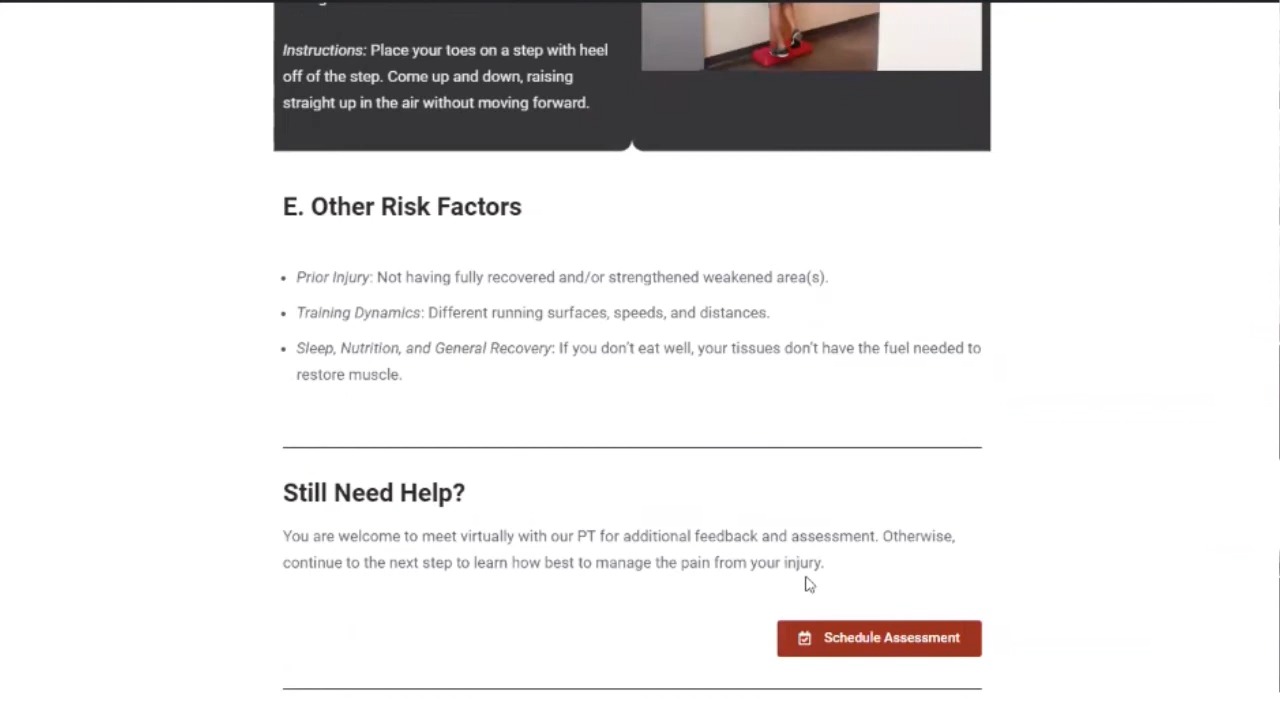 Instructions: Place your toes on a step with heel
off of the step. Come up and down, raising
straight up in the air without moving forward.
E. Other Risk Factors
• Prior Injury: Not having fully recovered and/or strengthened weakened area(s).
• Training Dynamics: Different running surfaces, speeds, and distances.
• Sleep, Nutrition, and General Recovery: If you don't eat well, your tissues don't have the fuel needed to
restore muscle.
Still Need Help?
You are welcome to meet virtually with our PT for additional feedback and assessment. Otherwise,
continue to the next step to learn how best to manage the pain from your injury.
Schedule Assessment